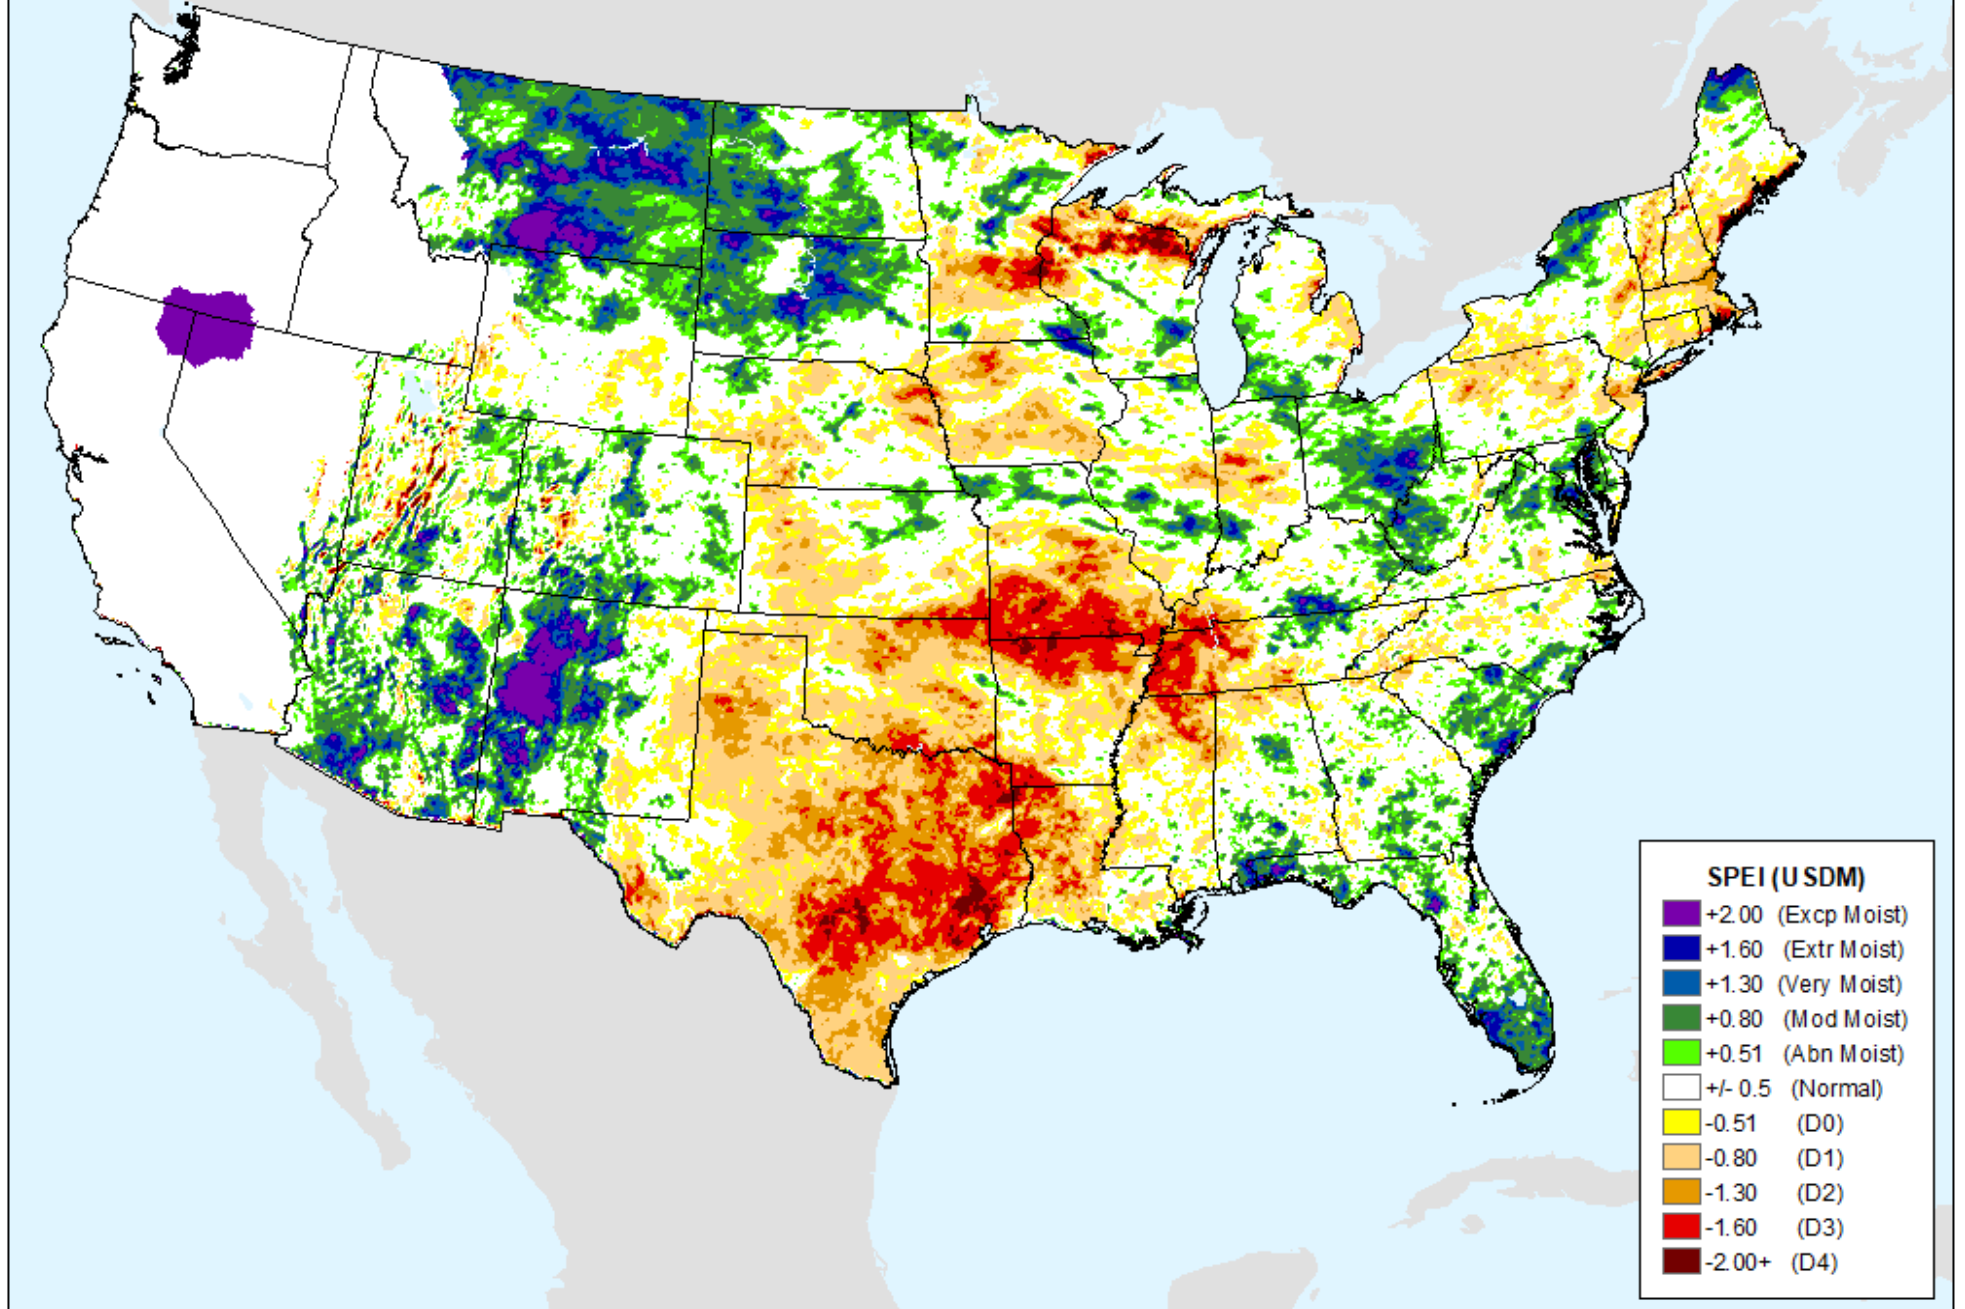 SPEI (USDM)
+2.00 (Excp Moist)
+1.60 (Extr Moist)
+1.30 (Very Moist)
+0.80 (Mod Moist)
+0.51 (Abn Moist)
+/- 0.5 (Normal)
-0.51 (D0)
-0.80 (D1)
-1.30 (D2)
-1.60 (D3)
-2.00+ (D4)